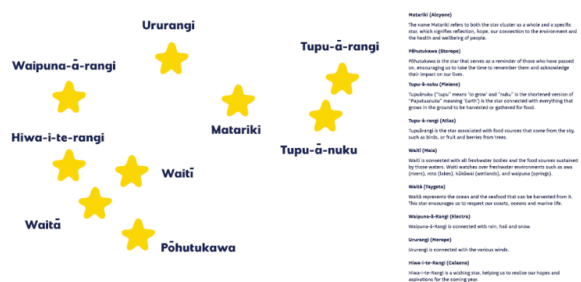 Ururangi
Tupu-ā-rangi
Waipuna-ā-rangi
Matariki
Hiwa-i-te-rangi
Tupu-ā-nuku
Waitī
Waitā
Pōhutukawa
Matariki (Alcyone)
The name Matariki refers to both the star cluster as a whole and a specific
star, which signifies reflection, hope, our connection to the environment and
the health and wellbeing of people.
Pōhutukawa (Sterope)
Pōhutukawa is the star that serves as a reminder of those who have passed
on, encouraging us to take the time to remember them and acknowledge
their impact on our lives.
Tupu-ā-nuku (Pleione)
Tupuānuku ("tupu" means 'to grow' and "nuku" is the shortened version of
"Papatuanuku" meaning 'Earth') is the star connected with everything that
grows in the ground to be harvested or gathered for food.
Tupu-ā-rangi (Atlas)
Tupuārangi is the star associated with food sources that come from the sky,
such as birds, or fruit and berries from trees.
Waitī (Maia)
Waitī is connected with all freshwater bodies and the food sources sustained
by those waters. Waitī watches over freshwater environments such as awa
(rivers), roto (lakes), kūkūwai (wetlands), and waipuna (springs).
Waitā (Taygeta)
Waitā represents the ocean and the seafood that can be harvested from it.
This star encourages us to respect our coasts, oceans and marine life.
Waipuna-ā-Rangi (Electra)
Waipuna-ā-Rangi is connected with rain, hail and snow.
Ururangi (Merope)
Ururangi is connected with the various winds.
Hiwa-i-te-Rangi (Celaeno)
Hiwa-i-te-Rangi is a wishing star, helping us to realise our hopes and
aspirations for the coming year.